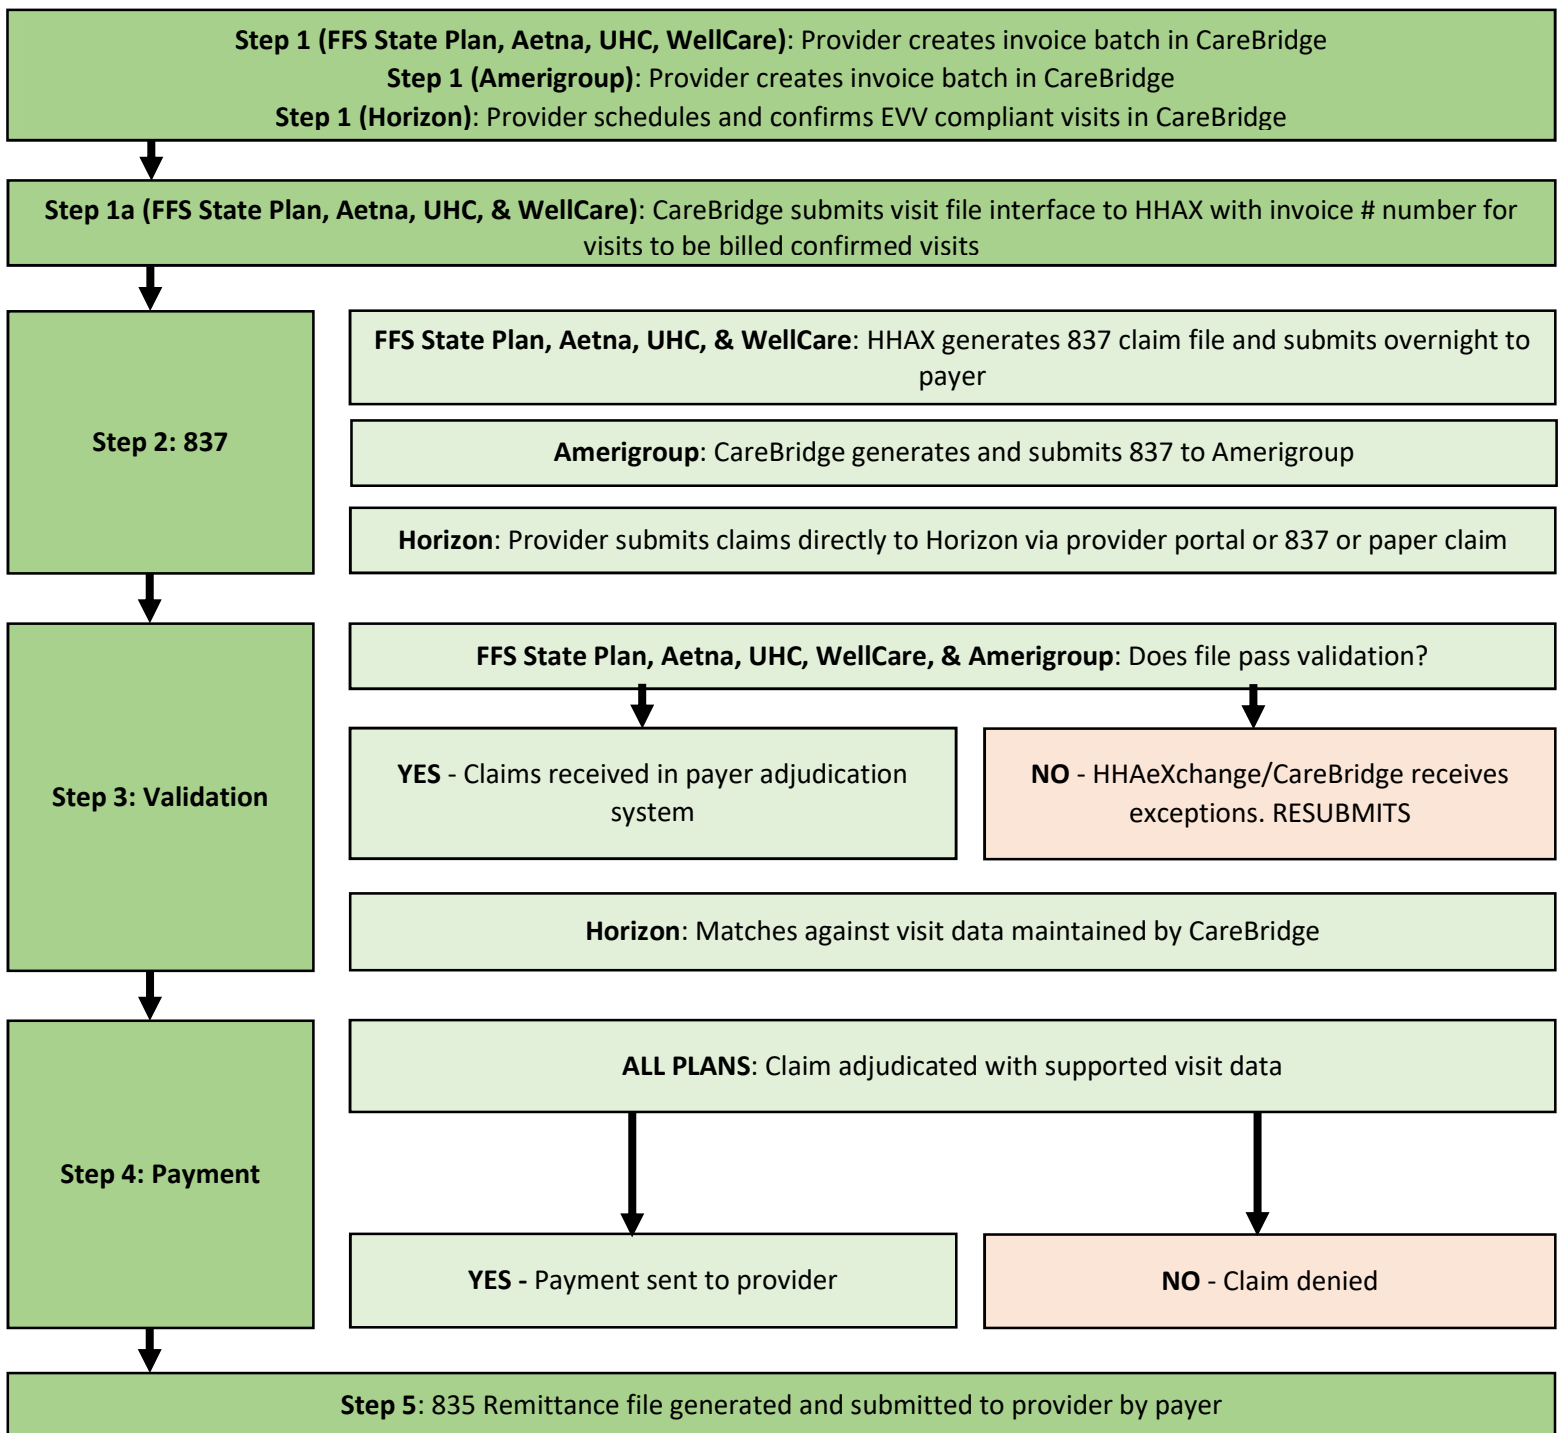 Step 1 (FFS State Plan, Aetna, UHC, WellCare): Provider creates invoice batch in CareBridge
Step 1 (Amerigroup): Provider creates invoice batch in CareBridge
Step 1 (Horizon): Provider schedules and confirms EVV compliant visits in CareBridge
Step 1a (FFS State Plan, Aetna, UHC, & WellCare): CareBridge submits visit file interface to HHAX with invoice # number for
visits to be billed confirmed visits
Step 2: 837
FFS State Plan, Aetna, UHC, & WellCare: HHAX generates 837 claim file and submits overnight to
payer
Amerigroup: CareBridge generates and submits 837 to Amerigroup
Horizon: Provider submits claims directly to Horizon via provider portal or 837 or paper claim
Step 3: Validation
FFS State Plan, Aetna, UHC, WellCare, & Amerigroup: Does file pass validation?
YES - Claims received in payer adjudication
system
NO - HHAeXchange/CareBridge receives
exceptions. RESUBMITS
Horizon: Matches against visit data maintained by CareBridge
Step 4: Payment
ALL PLANS: Claim adjudicated with supported visit data
YES - Payment sent to provider
NO - Claim denied
Step 5: 835 Remittance file generated and submitted to provider by payer